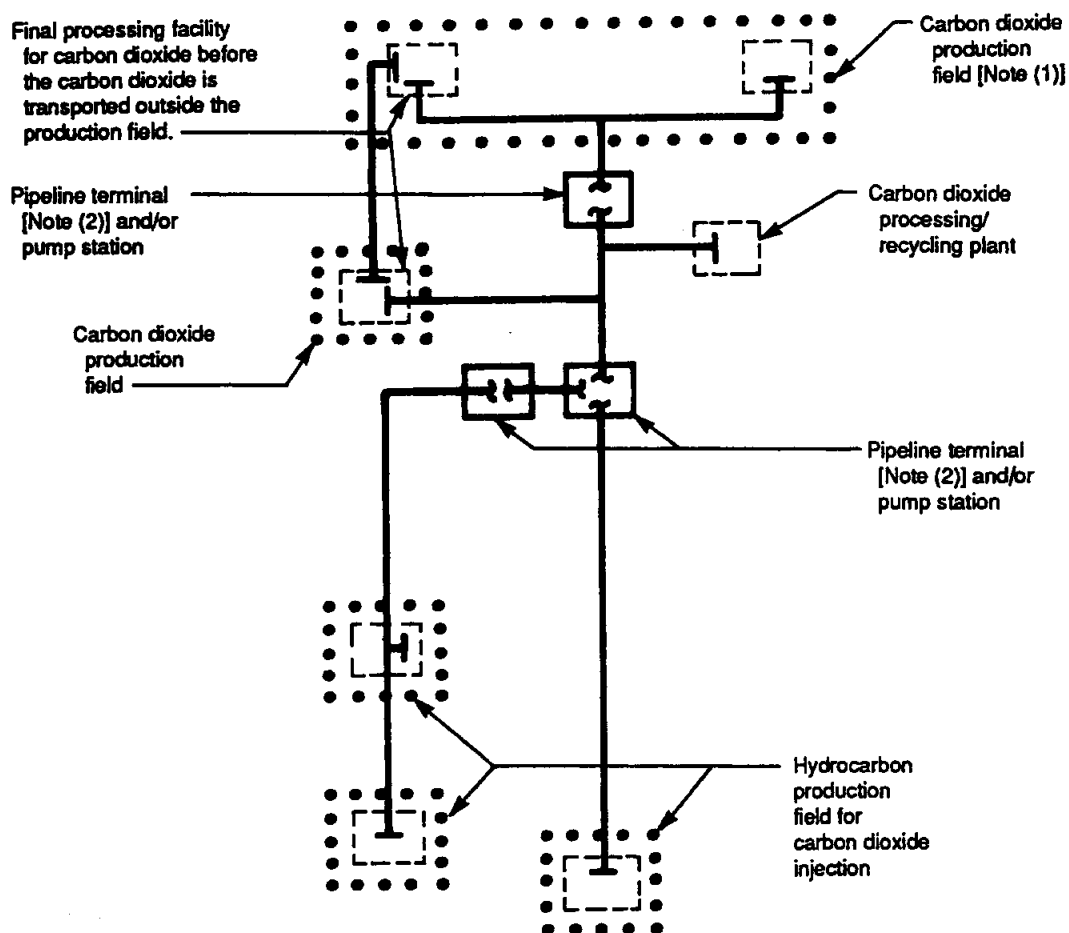 Final processing facility
for carbon dioxide before
the carbon dioxide is
transported outside the
production field.
Carbon dioxide
production
field [Note (1)]
Pipeline terminal
[Note (2)] and/or
pump station
Carbon dioxide
processing/
recycling plant
Carbon dioxide
production
field
Pipeline terminal
[Note (2)] and/or
pump station
Hydrocarbon
production
field for
carbon dioxide
injection